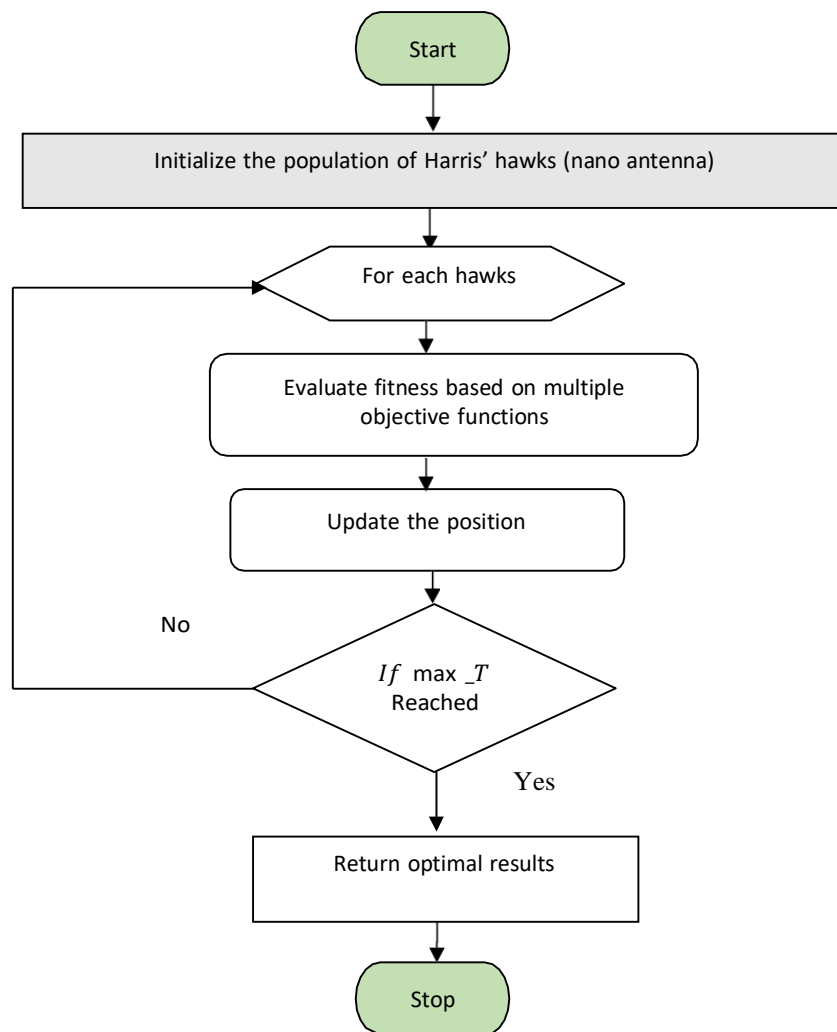 Start
Initialize the population of Harris’ hawks (nano antenna)
For each hawks
Evaluate fitness based on multiple
objective functions
Update the position
No
If max _T
Reached
Yes
Return optimal results
Stop